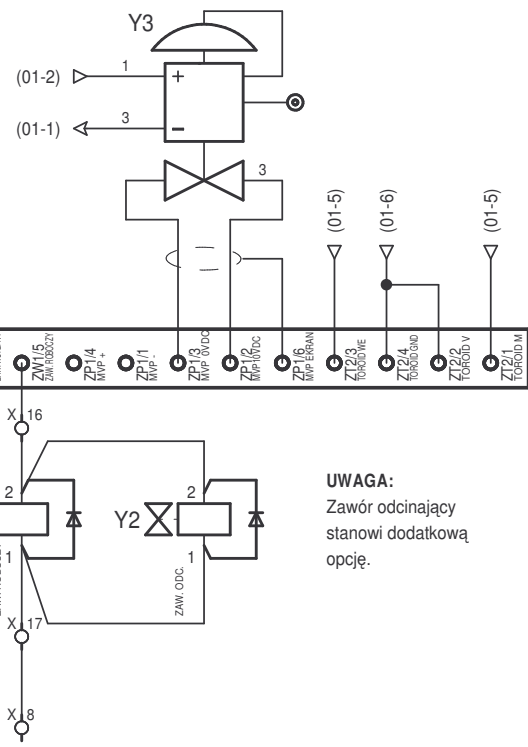 Y3
(01-2)
1
+
(01-1)
3
−
3
(01-5)
(01-6)
(01-5)
ZW1/5
ZAW.ROBOCZY
ZP1/4
MVP +
ZP1/1
MVP -
ZP1/3
MVP 0VDC
ZP1/2
MVP10VDC
ZP1/6
MVP EKRAN
ZT2/3
TOROID WE
ZT2/4
TOROID GND
ZT2/2
TOROID V
ZT2/1
TOROID M
X 16
2
1
Y2
2
1
ZAW. ODC.
X 17
X 8
UWAGA:
Zawór odcinający
stanowi dodatkową
opcję.